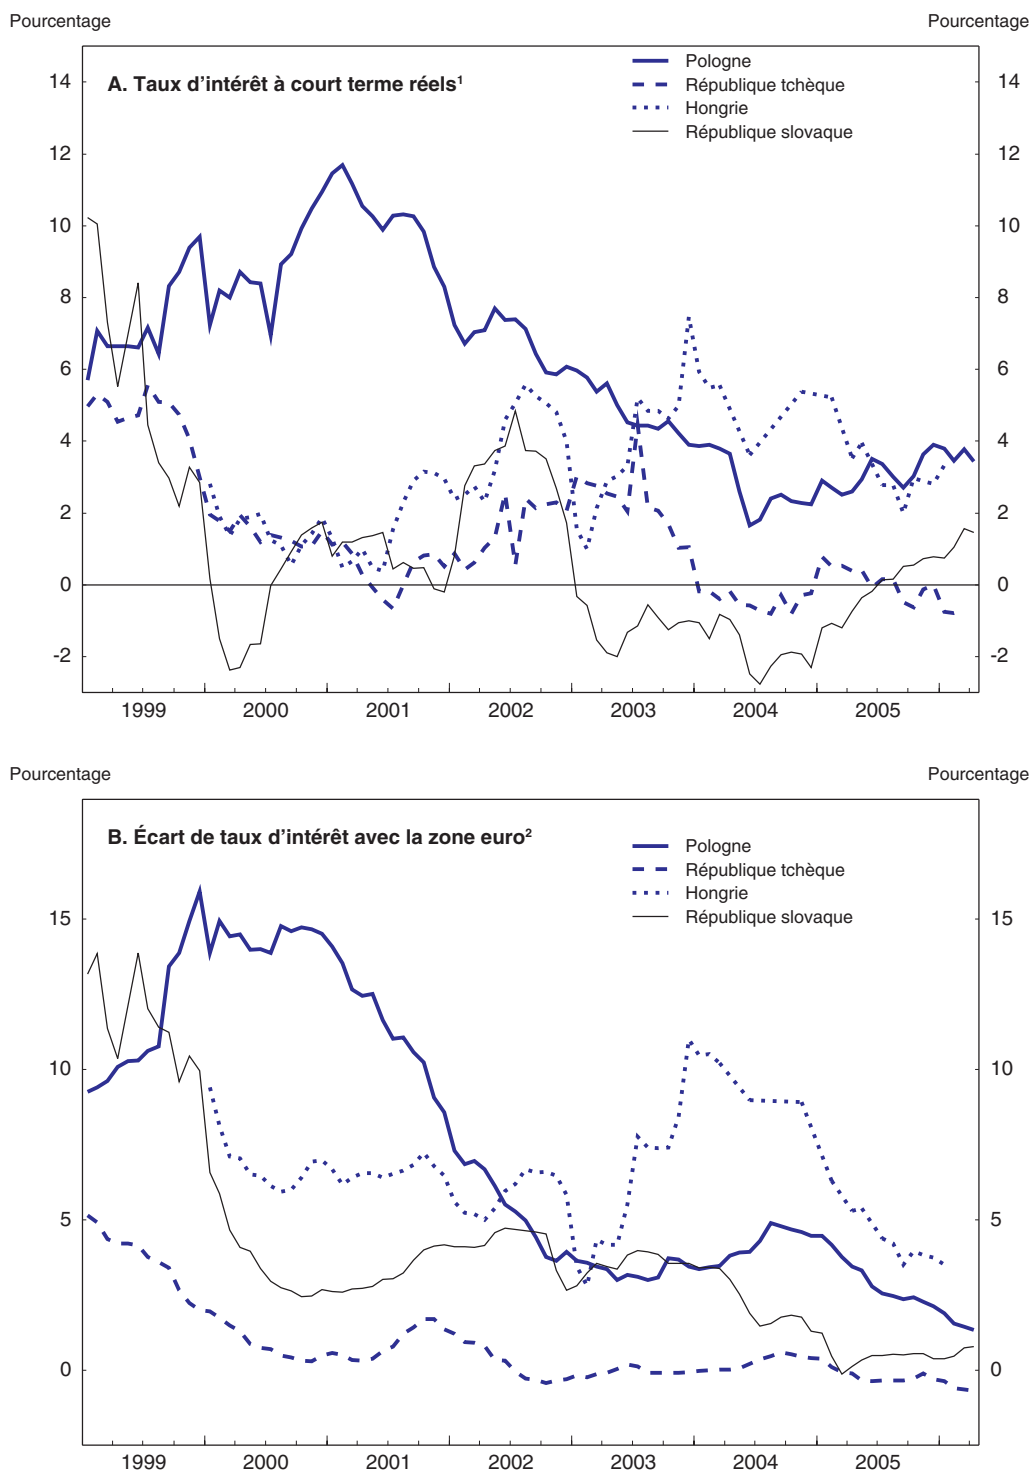 Pourcentage Pourcentage
A. Taux d'intérêt à court terme réels¹
Pologne
République tchèque
Hongrie
République slovaque
14 14
12 12
10 10
8 8
6 6
4 4
2 2
0 0
-2 -2
1999 2000 2001 2002 2003 2004 2005
Pourcentage Pourcentage
B. Écart de taux d'intérêt avec la zone euro²
Pologne
République tchèque
Hongrie
République slovaque
15 15
10 10
5 5
0 0
1999 2000 2001 2002 2003 2004 2005